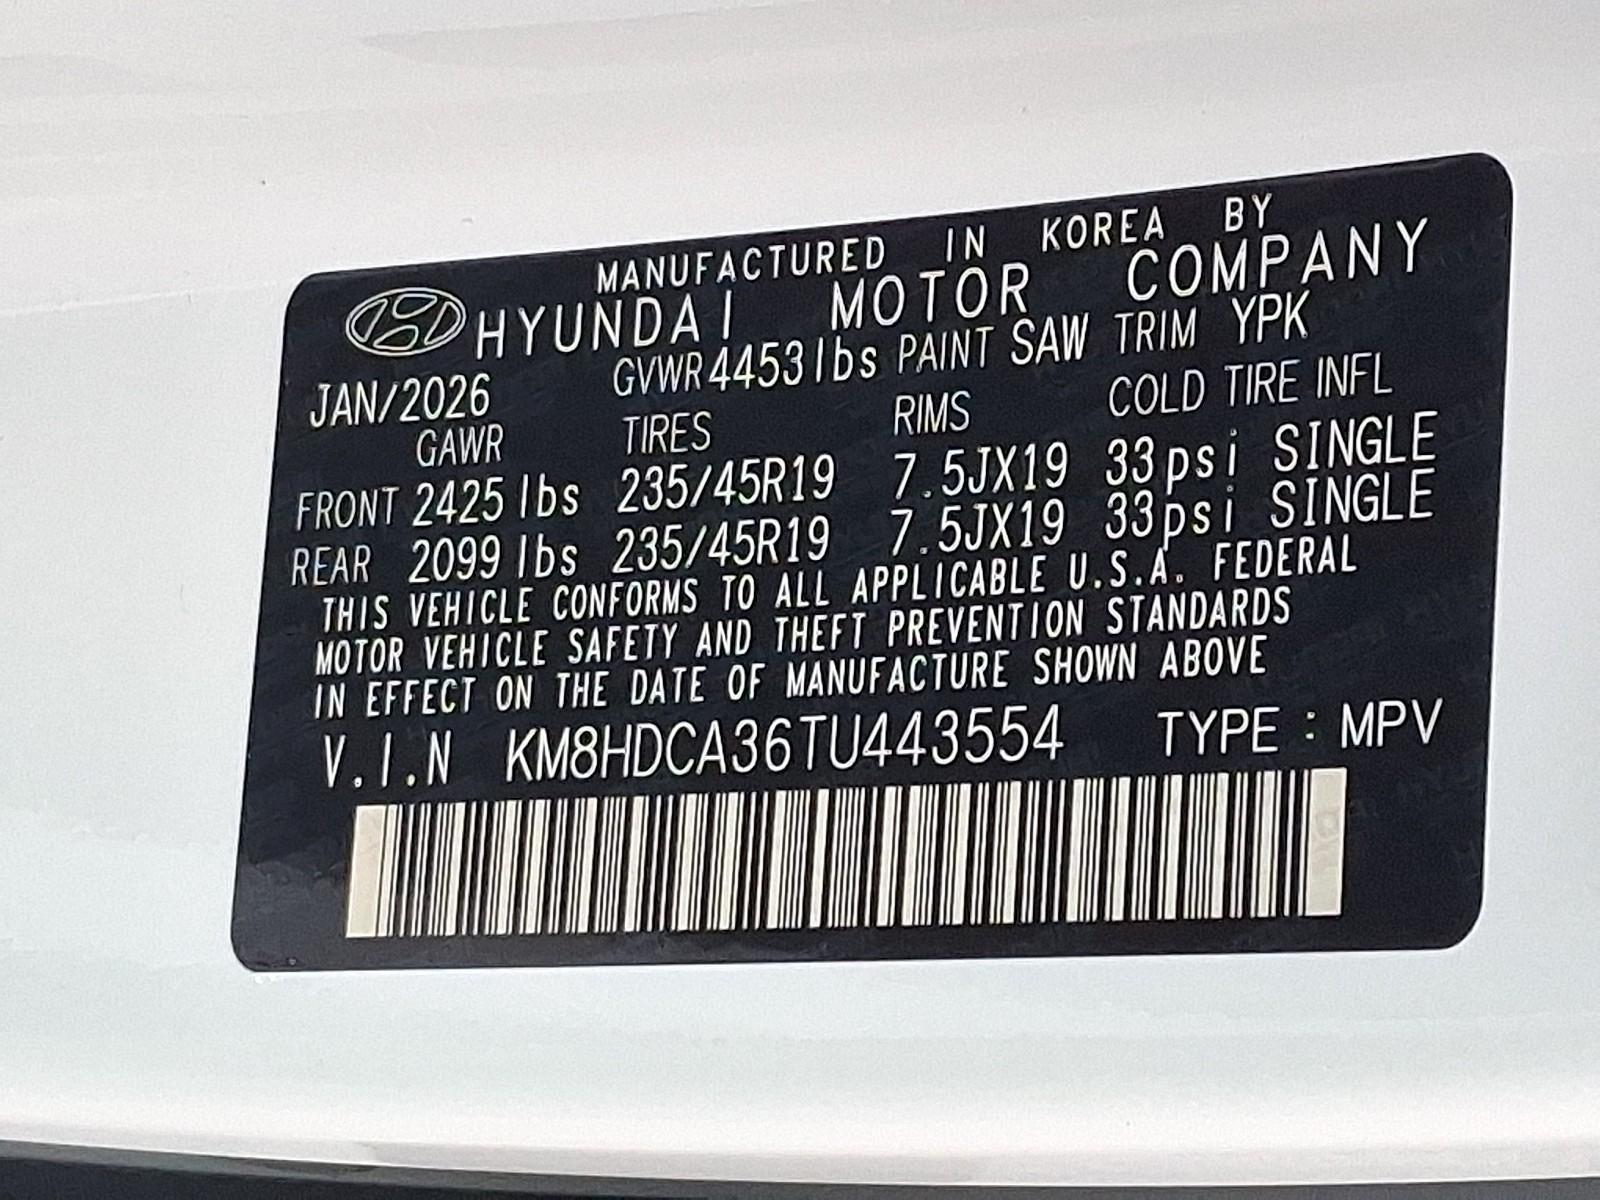 MANUFACTURED IN KOREA BY
HYUNDAI MOTOR COMPANY
JAN/2026 GVWR 4453lbs PAINT SAW TRIM YPK
GAWR TIRES RIMS COLD TIRE INFL
FRONT 2425 lbs 235/45R19 7.5JX19 33psi SINGLE
REAR 2099 lbs 235/45R19 7.5JX19 33psi SINGLE
THIS VEHICLE CONFORMS TO ALL APPLICABLE U.S.A. FEDERAL
MOTOR VEHICLE SAFETY AND THEFT PREVENTION STANDARDS
IN EFFECT ON THE DATE OF MANUFACTURE SHOWN ABOVE
V.I.N KM8HDCA36TU443554 TYPE : MPV